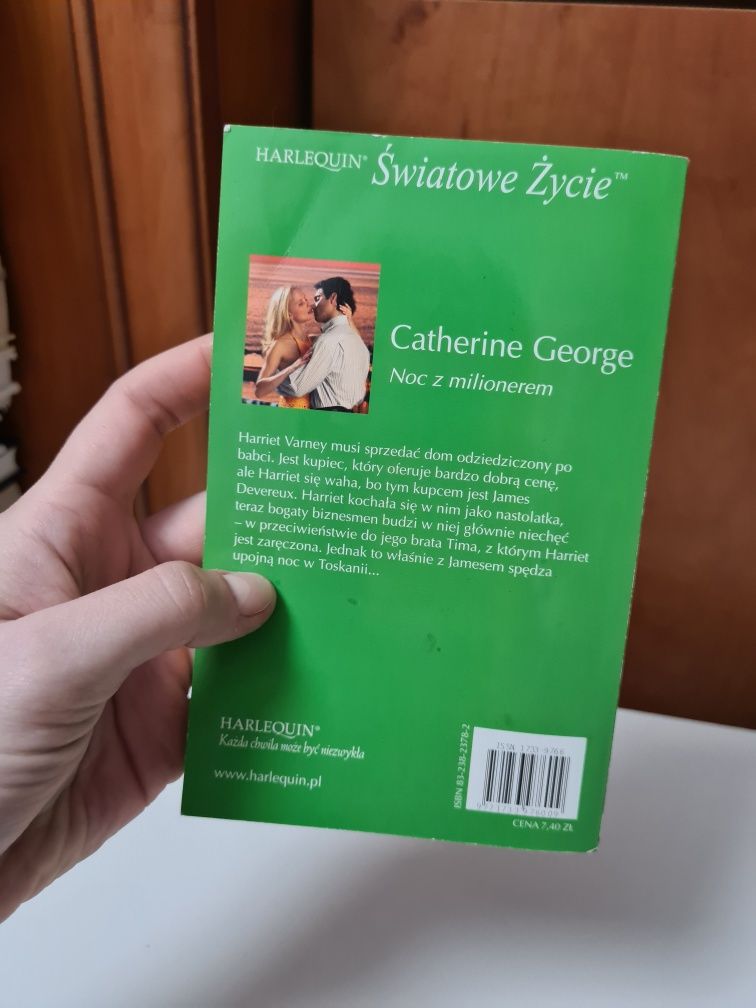 HARLEQUIN® Światowe Życie™
Catherine George
Noc z milionerem
Harriet Varney musi sprzedać dom odziedziczony po
babci. Jest kupiec, który oferuje bardzo dobrą cenę,
ale Harriet się waha, bo tym kupcem jest James
Devereux. Harriet kochała się w nim jako nastolatka,
teraz bogaty biznesmen budzi w niej głównie niechęć
– w przeciwieństwie do jego brata Tima, z którym Harriet
jest zaręczona. Jednak to właśnie z Jamesem spędza
upojną noc w Toskanii...
HARLEQUIN®
Każda chwila może być niezwykła
www.harlequin.pl
ISBN 83-238-2378-2
ISSN 1733-9766
CENA 7,40 ZŁ